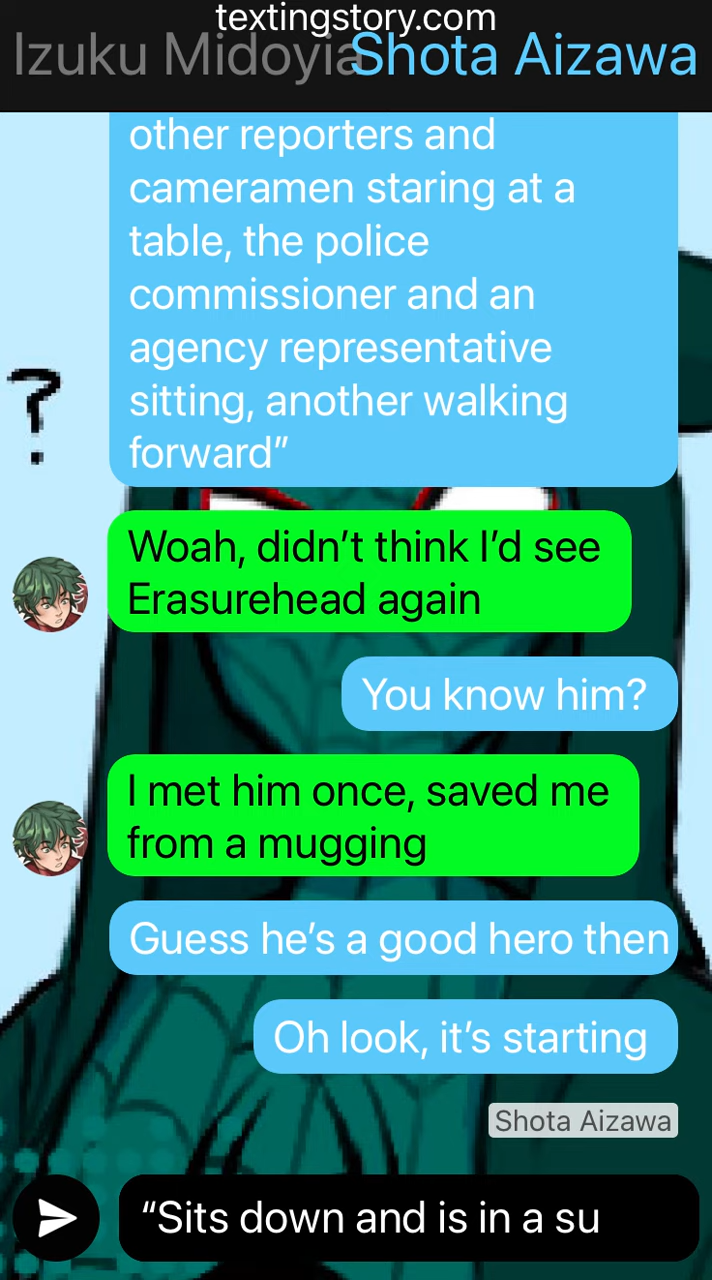 textingstory.com
Izuku Midoyia Shota Aizawa
other reporters and
cameramen staring at a
table, the police
commissioner and an
agency representative
sitting, another walking
forward”
?
Woah, didn’t think I’d see
Erasurehead again
You know him?
I met him once, saved me
from a mugging
Guess he’s a good hero then
Oh look, it’s starting
Shota Aizawa
“Sits down and is in a su